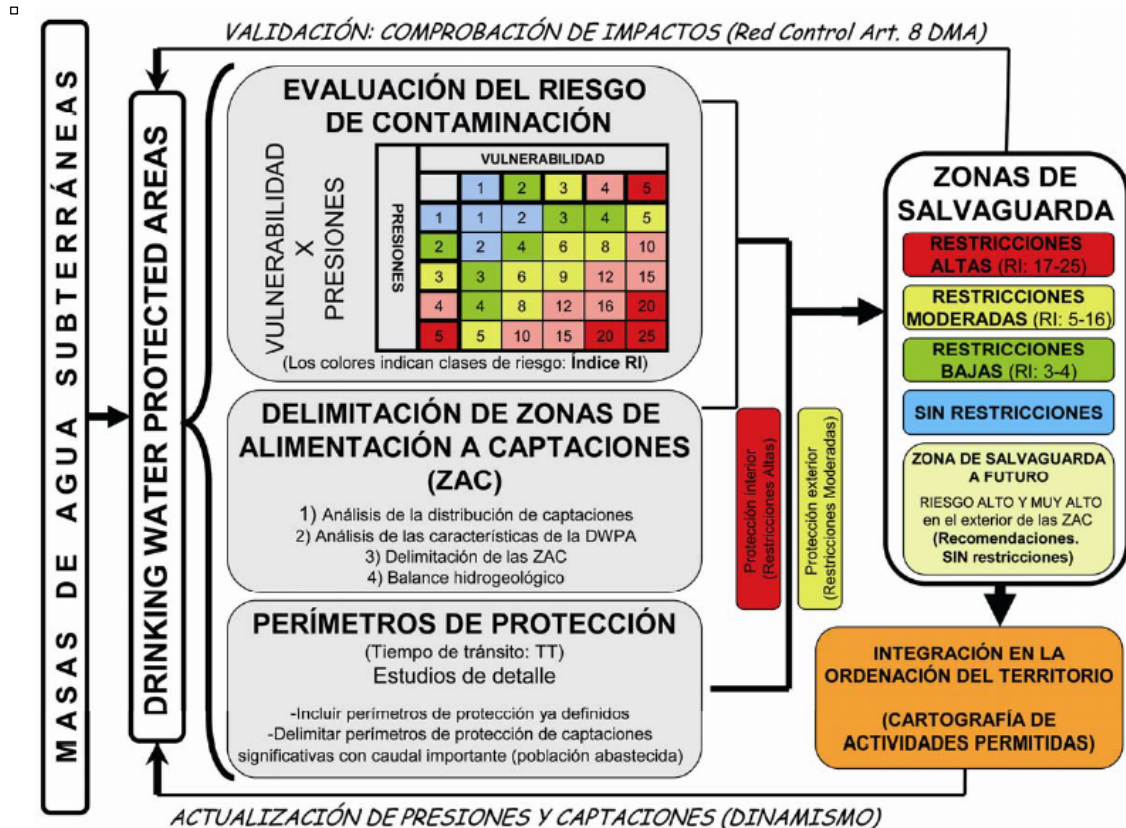 VALIDACIÓN: COMPROBACIÓN DE IMPACTOS (Red Control Art. 8 DMA)
MASAS DE AGUA SUBTERRÁNEAS
DRINKING WATER PROTECTED AREAS
EVALUACIÓN DEL RIESGO
DE CONTAMINACIÓN
VULNERABILIDAD
X
PRESIONES
VULNERABILIDAD
PRESIONES
1 2 3 4 5
1 1 2 3 4 5
2 2 4 6 8 10
3 3 6 9 12 15
4 4 8 12 16 20
5 5 10 15 20 25
(Los colores indican clases de riesgo: Índice RI)
DELIMITACIÓN DE ZONAS DE
ALIMENTACIÓN A CAPTACIONES
(ZAC)
1) Análisis de la distribución de captaciones
2) Análisis de las características de la DWPA
3) Delimitación de las ZAC
4) Balance hidrogeológico
PERÍMETROS DE PROTECCIÓN
(Tiempo de tránsito: TT)
Estudios de detalle
-Incluir perímetros de protección ya definidos
-Delimitar perímetros de protección de captaciones
significativas con caudal importante (población abastecida)
Protección interior
(Restricciones Altas)
Protección exterior
(Restricciones Moderadas)
ZONAS DE
SALVAGUARDA
RESTRICCIONES
ALTAS (RI: 17-25)
RESTRICCIONES
MODERADAS (RI: 5-16)
RESTRICCIONES
BAJAS (RI: 3-4)
SIN RESTRICCIONES
ZONA DE SALVAGUARDA
A FUTURO
RIESGO ALTO Y MUY ALTO
en el exterior de las ZAC
(Recomendaciones.
SIN restricciones)
INTEGRACIÓN EN LA
ORDENACIÓN DEL TERRITORIO
(CARTOGRAFÍA DE
ACTIVIDADES PERMITIDAS)
ACTUALIZACIÓN DE PRESIONES Y CAPTACIONES (DINAMISMO)